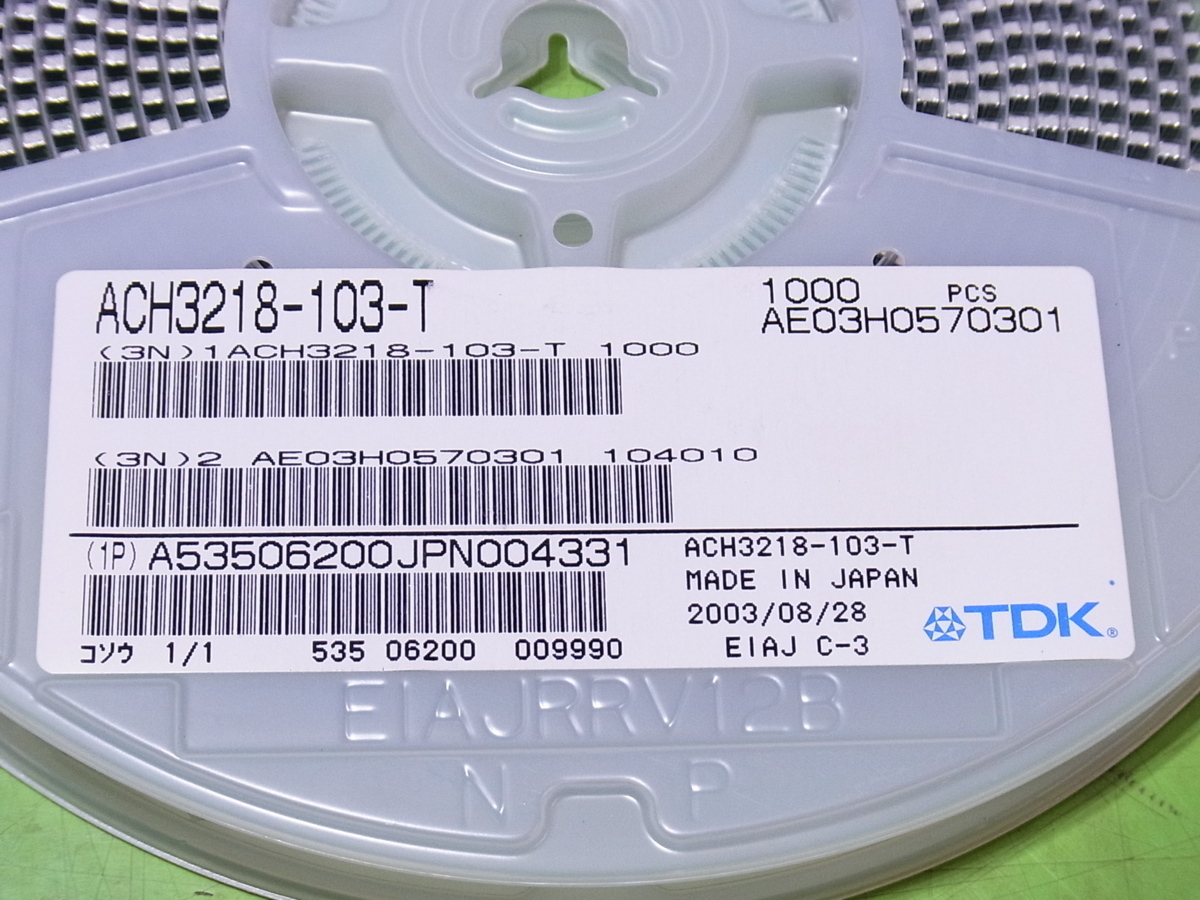 ACH3218-103-T
1000 PCS
AE03H0570301
(3N)1ACH3218-103-T 1000
(3N)2 AE03H0570301 104010
(1P) A53506200JPN004331
ACH3218-103-T
MADE IN JAPAN
2003/08/28
EIAJ C-3
TDK®
コソウ 1/1 535 06200 009990
EIAJRRV12B
N P